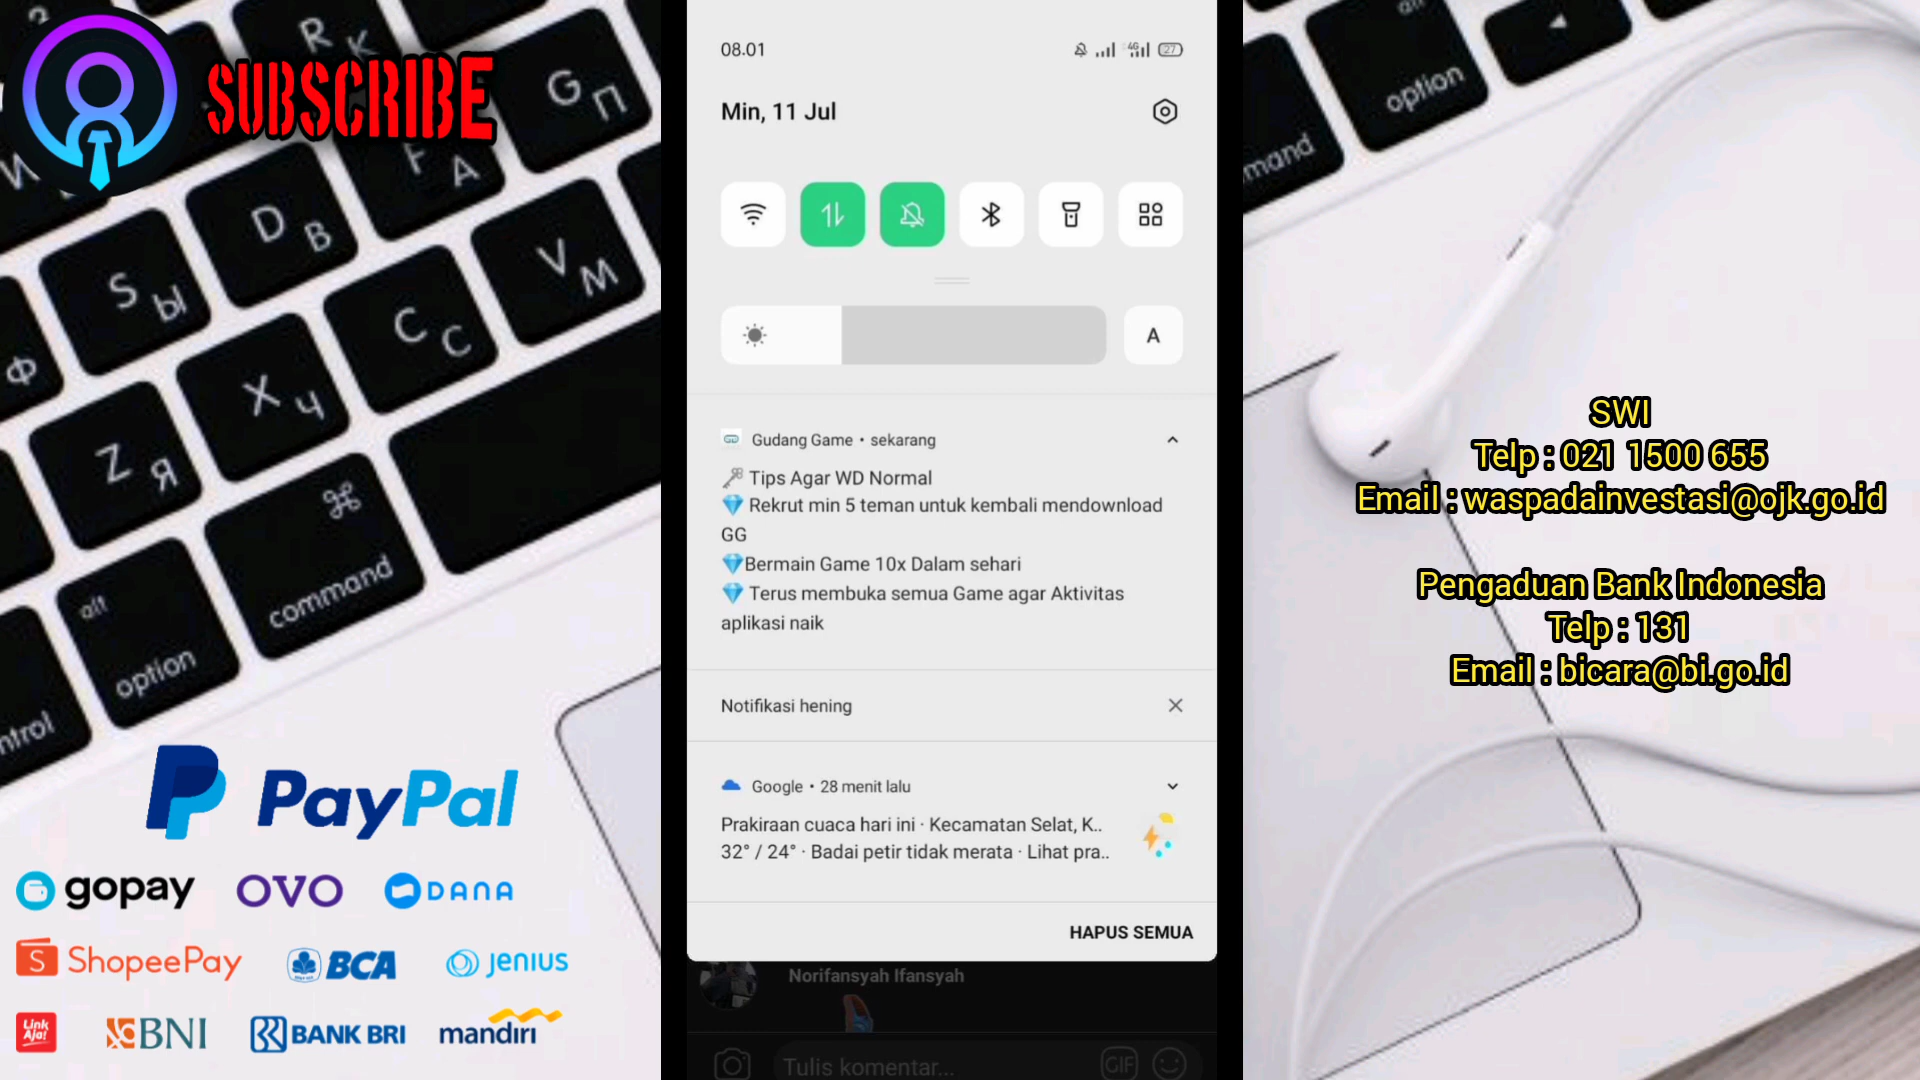 SUBSCRIBE
R K
G П
F A
D В
V М
S Ы
C С
X Ч
Z Я
Ф
⌘
alt
option
command
ntrol
PayPal
gopay OVO DANA
S ShopeePay BCA Jenius
Link Aja! BNI BANK BRI mandiri
08.01
4G 27
Min, 11 Jul
A
Gudang Game • sekarang
🗝 Tips Agar WD Normal
💎 Rekrut min 5 teman untuk kembali mendownload
GG
💎Bermain Game 10x Dalam sehari
💎 Terus membuka semua Game agar Aktivitas
aplikasi naik
Notifikasi hening
Google • 28 menit lalu
Prakiraan cuaca hari ini · Kecamatan Selat, K..
32° / 24° · Badai petir tidak merata · Lihat pra..
HAPUS SEMUA
Norifansyah Ifansyah
Tulis komentar...
GIF
option
mand
SWI
Telp : 021 1500 655
Email : waspadainvestasi@ojk.go.id
Pengaduan Bank Indonesia
Telp : 131
Email : bicara@bi.go.id